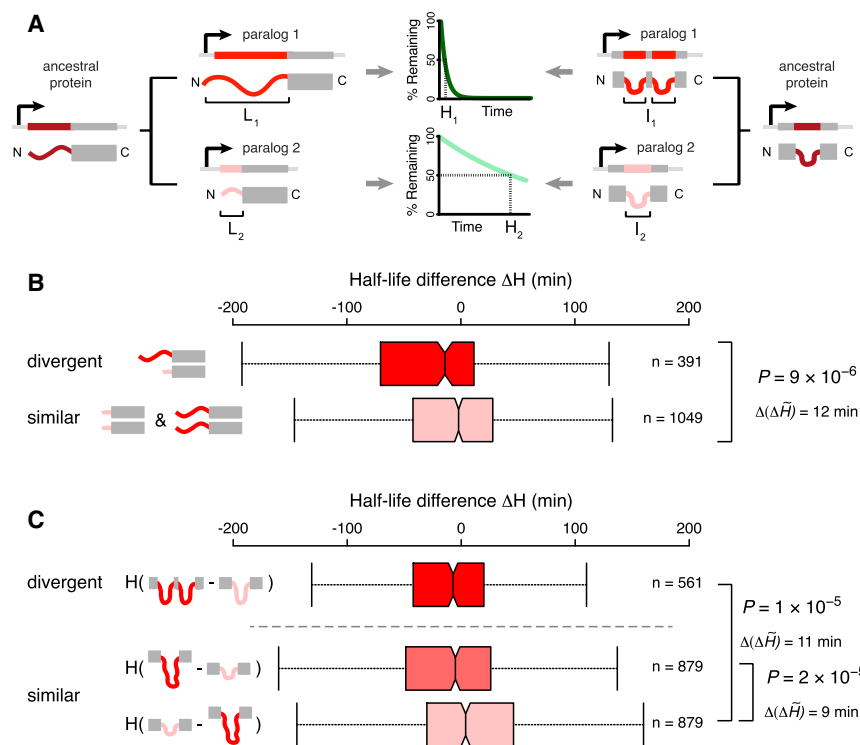 A
ancestral
protein
N
C
paralog 1
N
C
L1
paralog 2
N
C
L2
% Remaining
100
50
0
H1
Time
% Remaining
100
50
0
Time
H2
paralog 1
N
C
I1
paralog 2
N
C
I2
ancestral
protein
N
C
B
Half-life difference ΔH (min)
-200 -100 0 100 200
divergent
n = 391
similar
&
n = 1049
P = 9 × 10⁻⁶
Δ(ΔH̃) = 12 min
C
Half-life difference ΔH (min)
-200 -100 0 100 200
divergent
H( - )
n = 561
similar
H( - )
n = 879
H( - )
n = 879
P = 1 × 10⁻⁵
Δ(ΔH̃) = 11 min
P = 2 × 10⁻⁵
Δ(ΔH̃) = 9 min